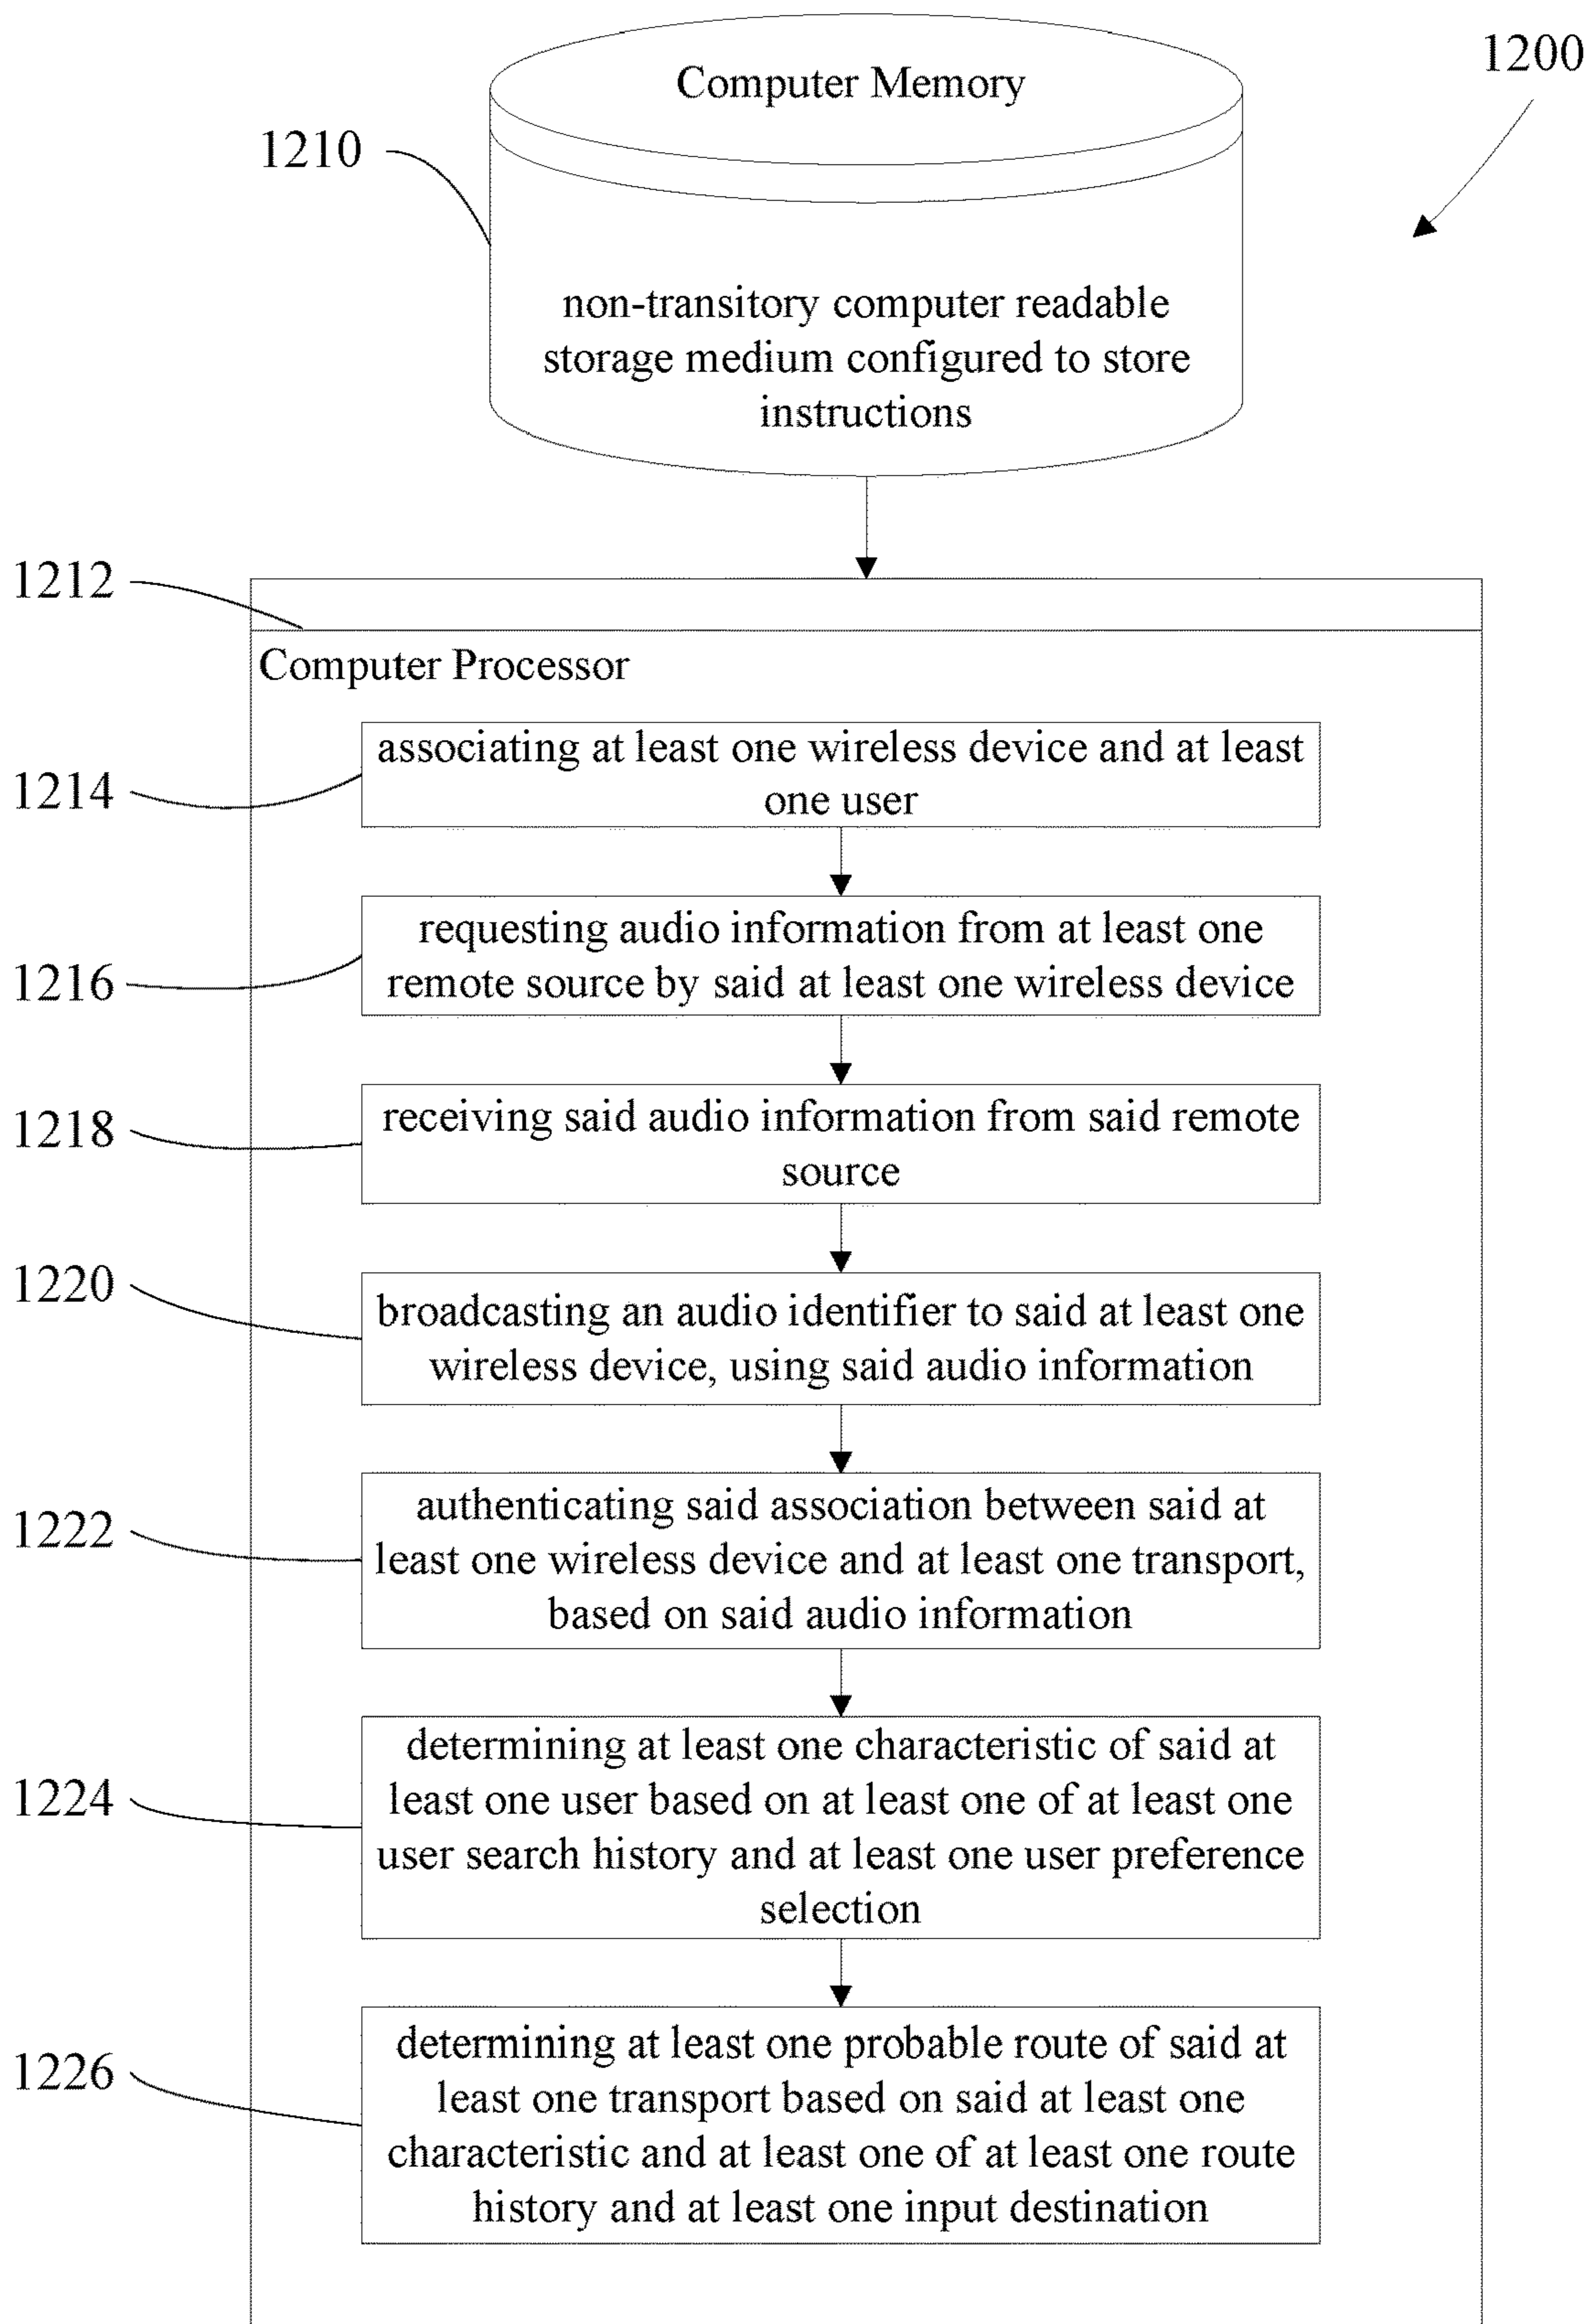 Computer Memory
1200
1210
non-transitory computer readable
storage medium configured to store
instructions
1212
Computer Processor
1214
associating at least one wireless device and at least
one user
1216
requesting audio information from at least one
remote source by said at least one wireless device
1218
receiving said audio information from said remote
source
1220
broadcasting an audio identifier to said at least one
wireless device, using said audio information
1222
authenticating said association between said at
least one wireless device and at least one transport,
based on said audio information
1224
determining at least one characteristic of said at
least one user based on at least one of at least one
user search history and at least one user preference
selection
1226
determining at least one probable route of said at
least one transport based on said at least one
characteristic and at least one of at least one route
history and at least one input destination